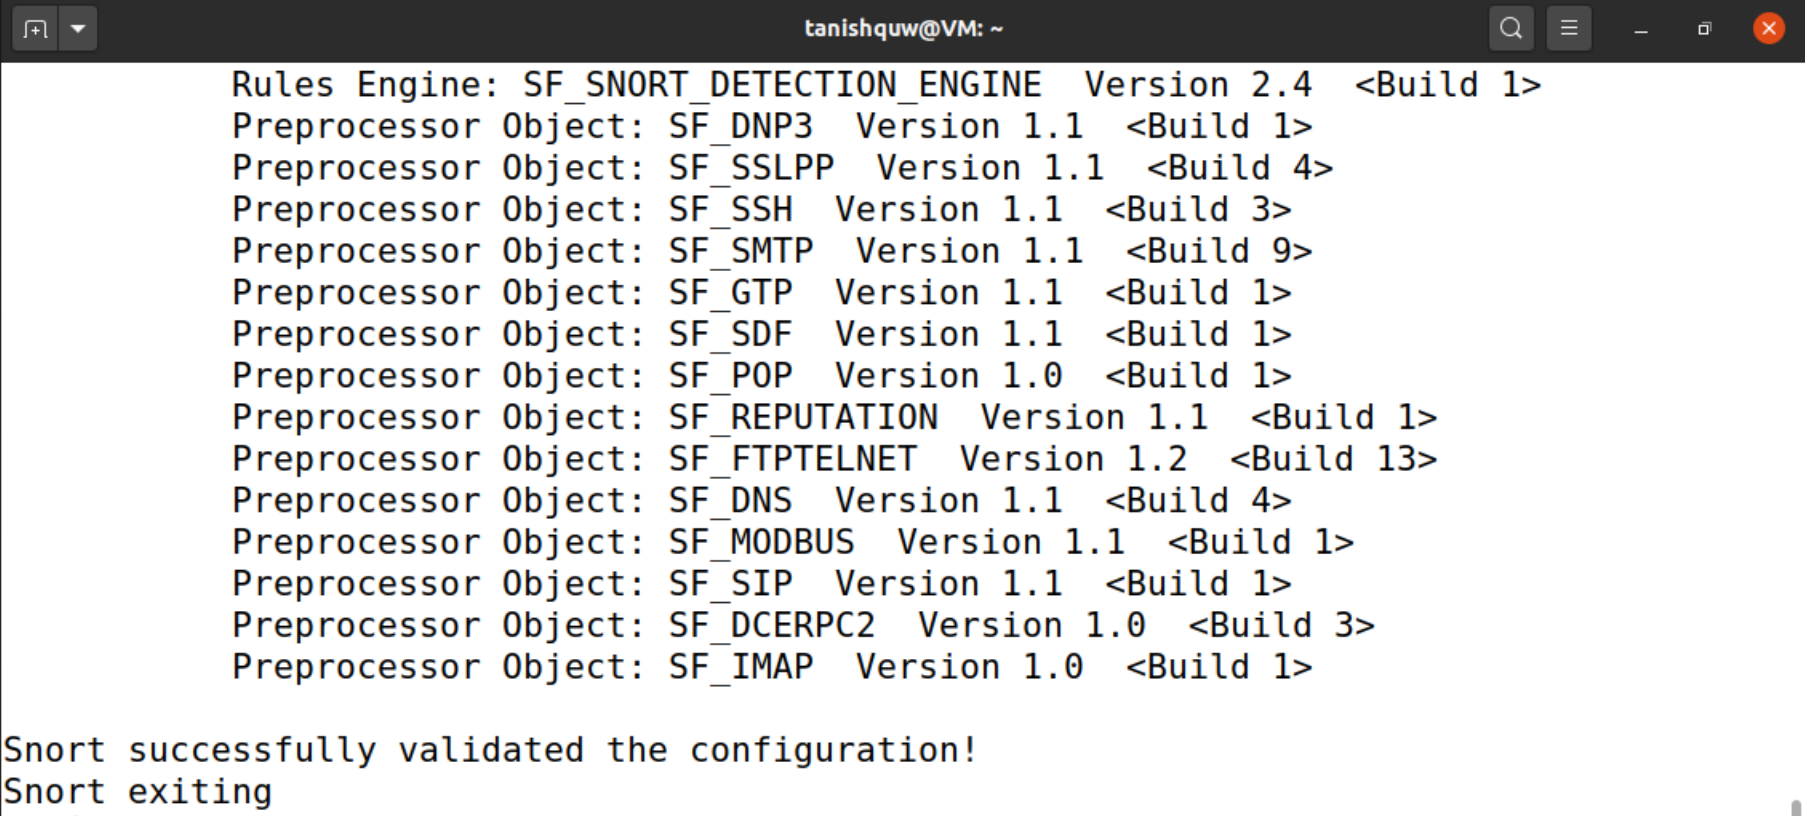 tanishquw@VM: ~
Rules Engine: SF_SNORT_DETECTION_ENGINE  Version 2.4  <Build 1>
Preprocessor Object: SF_DNP3  Version 1.1  <Build 1>
Preprocessor Object: SF_SSLPP  Version 1.1  <Build 4>
Preprocessor Object: SF_SSH  Version 1.1  <Build 3>
Preprocessor Object: SF_SMTP  Version 1.1  <Build 9>
Preprocessor Object: SF_GTP  Version 1.1  <Build 1>
Preprocessor Object: SF_SDF  Version 1.1  <Build 1>
Preprocessor Object: SF_POP  Version 1.0  <Build 1>
Preprocessor Object: SF_REPUTATION  Version 1.1  <Build 1>
Preprocessor Object: SF_FTPTELNET  Version 1.2  <Build 13>
Preprocessor Object: SF_DNS  Version 1.1  <Build 4>
Preprocessor Object: SF_MODBUS  Version 1.1  <Build 1>
Preprocessor Object: SF_SIP  Version 1.1  <Build 1>
Preprocessor Object: SF_DCERPC2  Version 1.0  <Build 3>
Preprocessor Object: SF_IMAP  Version 1.0  <Build 1>
Snort successfully validated the configuration!
Snort exiting